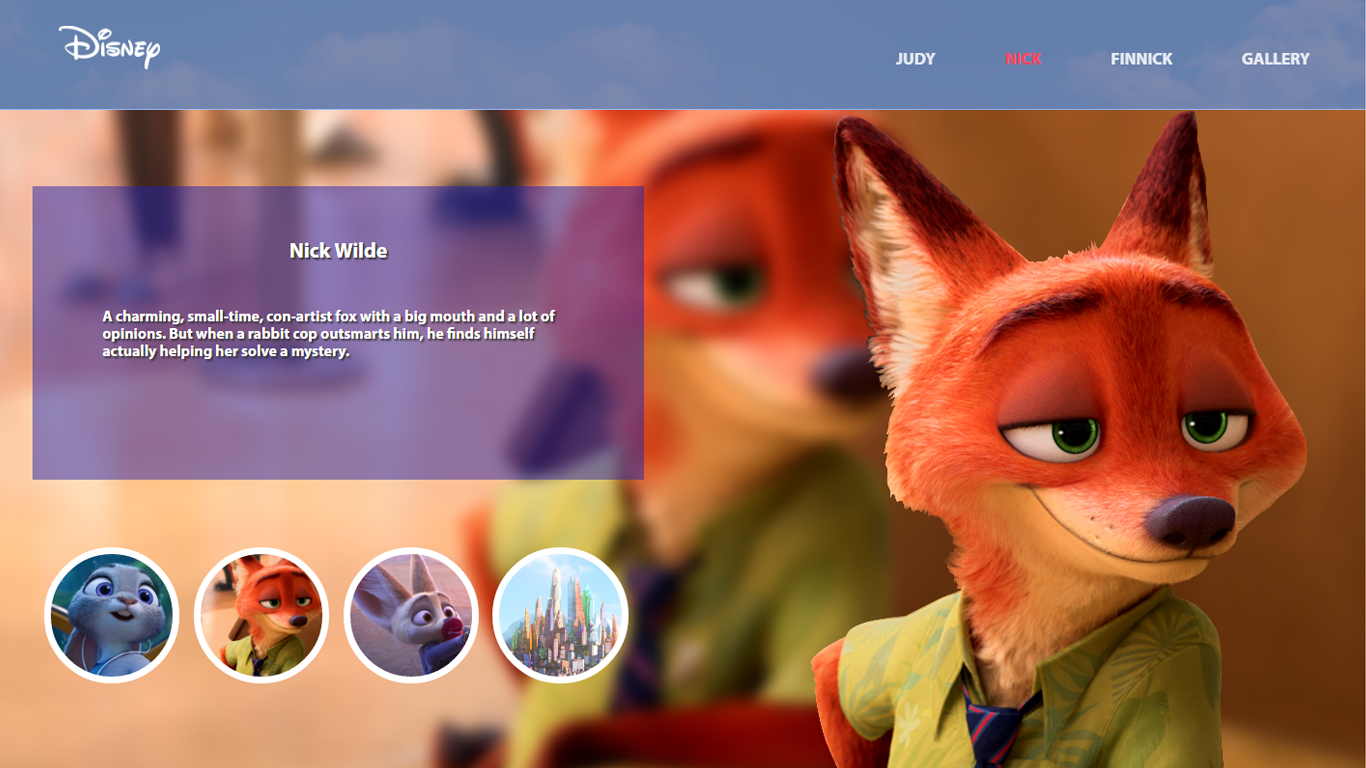 Disney
JUDY
NICK
FINNICK
GALLERY
Nick Wilde
A charming, small-time, con-artist fox with a big mouth and a lot of
opinions. But when a rabbit cop outsmarts him, he finds himself
actually helping her solve a mystery.